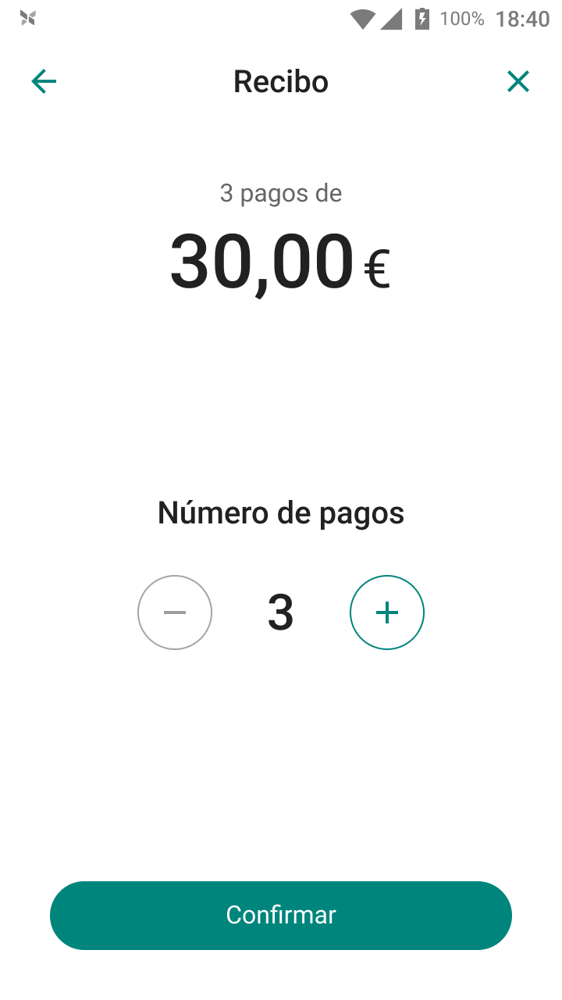 100% 18:40
Recibo
3 pagos de
30,00 €
Número de pagos
3
Confirmar